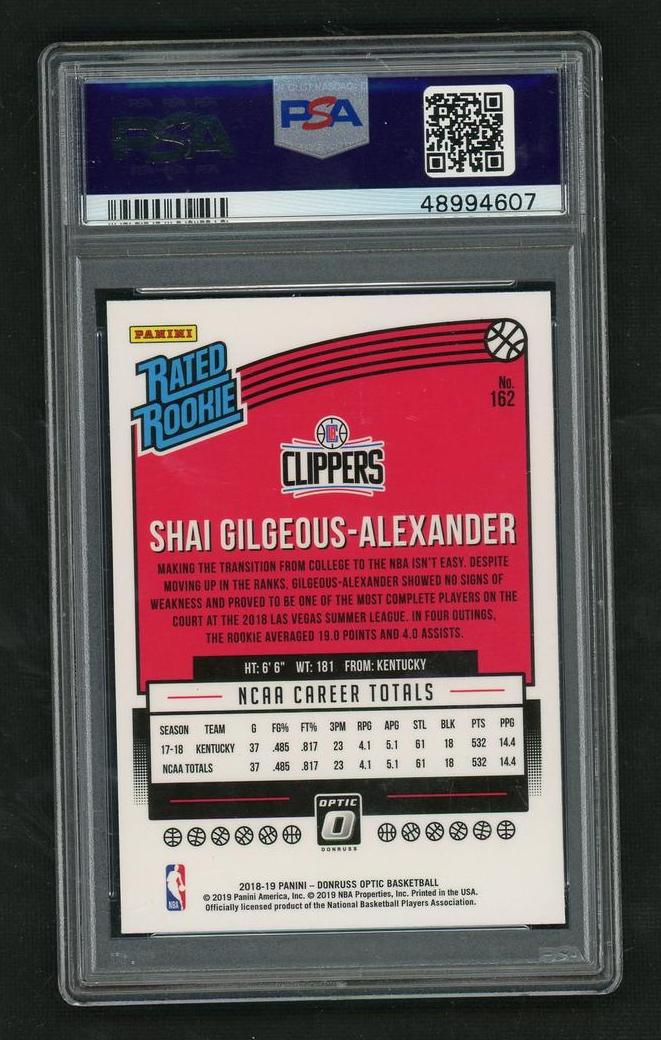 PSA PSA PSA
PSA
PSA
48994607
PANINI
RATED
ROOKIE
No.
162
LAC
CLIPPERS
SHAI GILGEOUS-ALEXANDER
MAKING THE TRANSITION FROM COLLEGE TO THE NBA ISN'T EASY. DESPITE
MOVING UP IN THE RANKS, GILGEOUS-ALEXANDER SHOWED NO SIGNS OF
WEAKNESS AND PROVED TO BE ONE OF THE MOST COMPLETE PLAYERS ON THE
COURT AT THE 2018 LAS VEGAS SUMMER LEAGUE. IN FOUR OUTINGS,
THE ROOKIE AVERAGED 19.0 POINTS AND 4.0 ASSISTS.
HT: 6' 6" WT: 181 FROM: KENTUCKY
NCAA CAREER TOTALS
SEASON TEAM G FG% FT% 3PM RPG APG STL BLK PTS PPG
17-18 KENTUCKY 37 .485 .817 23 4.1 5.1 61 18 532 14.4
NCAA TOTALS 37 .485 .817 23 4.1 5.1 61 18 532 14.4
OPTIC
O
DONRUSS
NBA
2018-19 PANINI – DONRUSS OPTIC BASKETBALL
© 2019 Panini America, Inc. © 2019 NBA Properties, Inc. Printed in the USA.
Officially licensed product of the National Basketball Players Association.
PSA